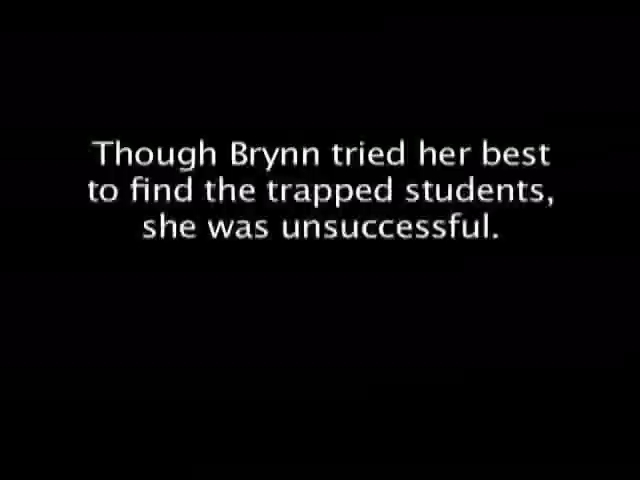 Though Brynn tried her best
to find the trapped students,
she was unsuccessful.